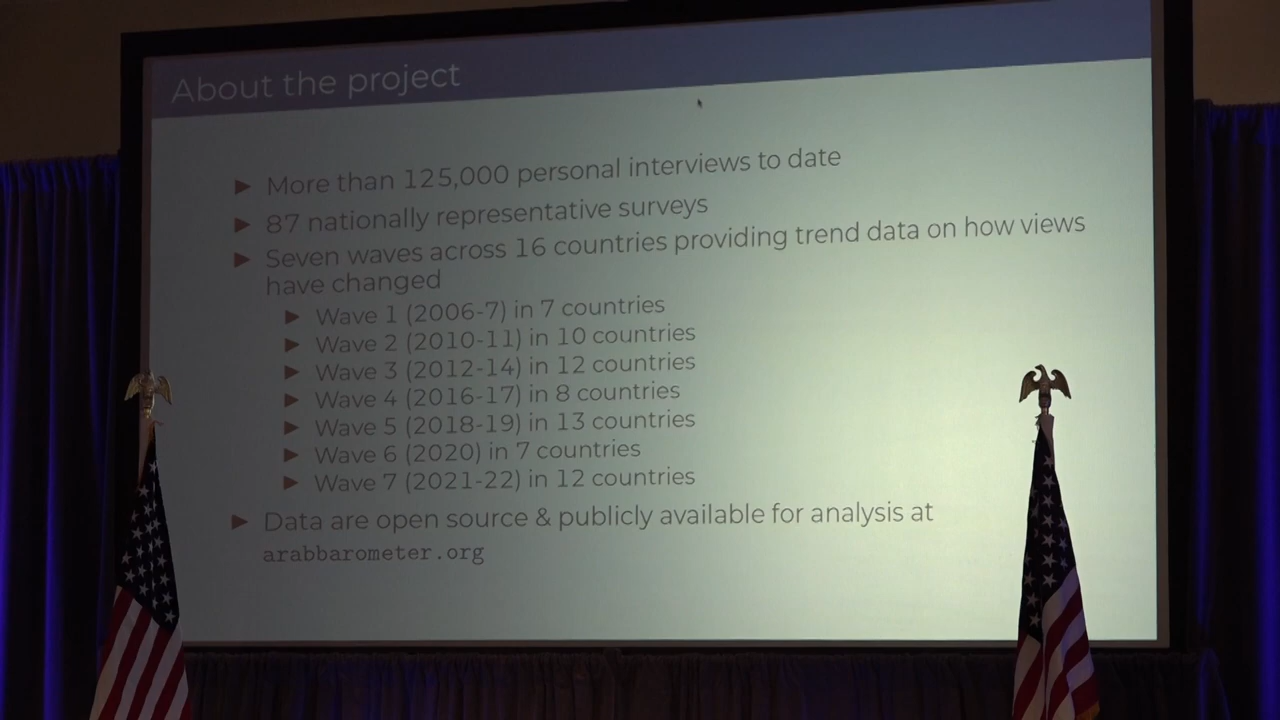 About the project
More than 125,000 personal interviews to date
87 nationally representative surveys
Seven waves across 16 countries providing trend data on how views
have changed
Wave 1 (2006-7) in 7 countries
Wave 2 (2010-11) in 10 countries
Wave 3 (2012-14) in 12 countries
Wave 4 (2016-17) in 8 countries
Wave 5 (2018-19) in 13 countries
Wave 6 (2020) in 7 countries
Wave 7 (2021-22) in 12 countries
Data are open source & publicly available for analysis at
arabbarometer.org